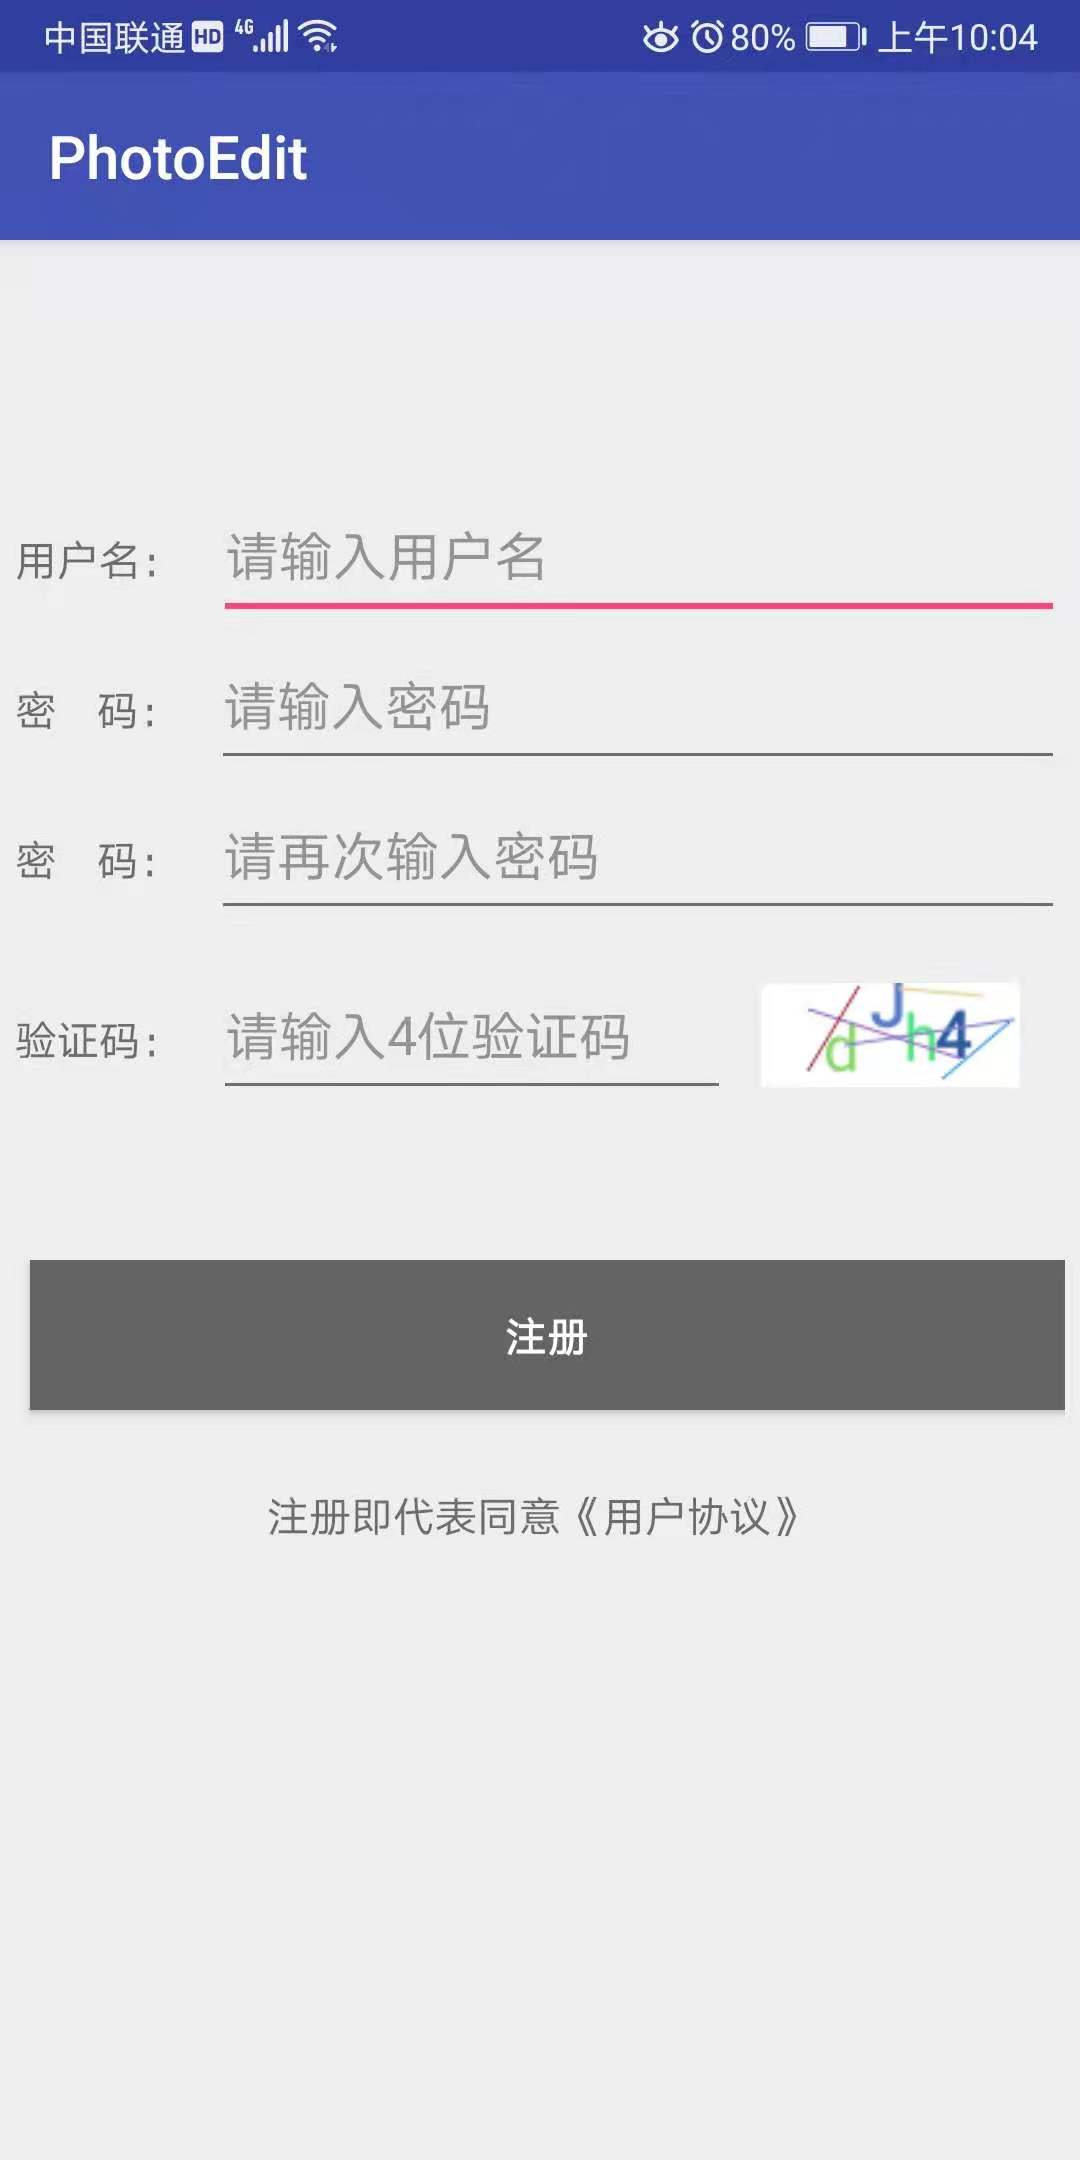 中国联通 HD 4G 80% 上午10:04
PhotoEdit
用户名： 请输入用户名
密 码： 请输入密码
密 码： 请再次输入密码
验证码： 请输入4位验证码 dJh4
注册
注册即代表同意《用户协议》